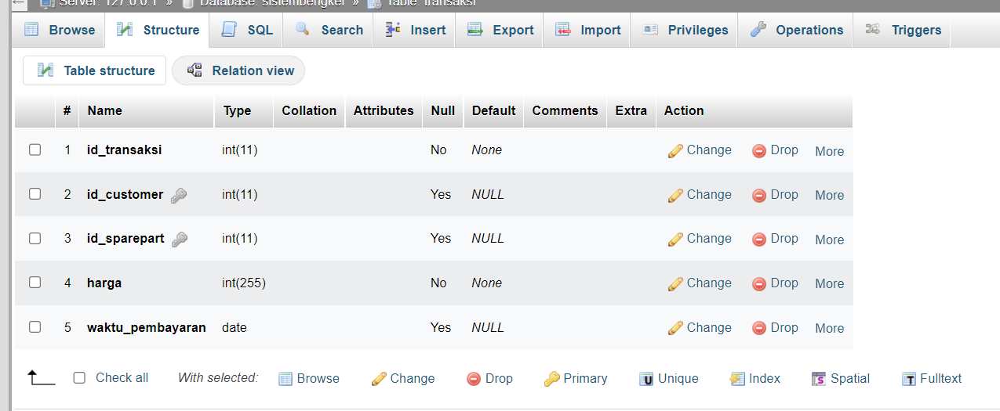 Server: 127.0.0.1 » Database: sistembengkel » Table: transaksi
Browse Structure SQL Search Insert Export Import Privileges Operations Triggers
Table structure Relation view
# Name Type Collation Attributes Null Default Comments Extra Action
1 id_transaksi int(11) No None Change Drop More
2 id_customer int(11) Yes NULL Change Drop More
3 id_sparepart int(11) Yes NULL Change Drop More
4 harga int(255) No None Change Drop More
5 waktu_pembayaran date Yes NULL Change Drop More
Check all With selected: Browse Change Drop Primary Unique Index Spatial Fulltext